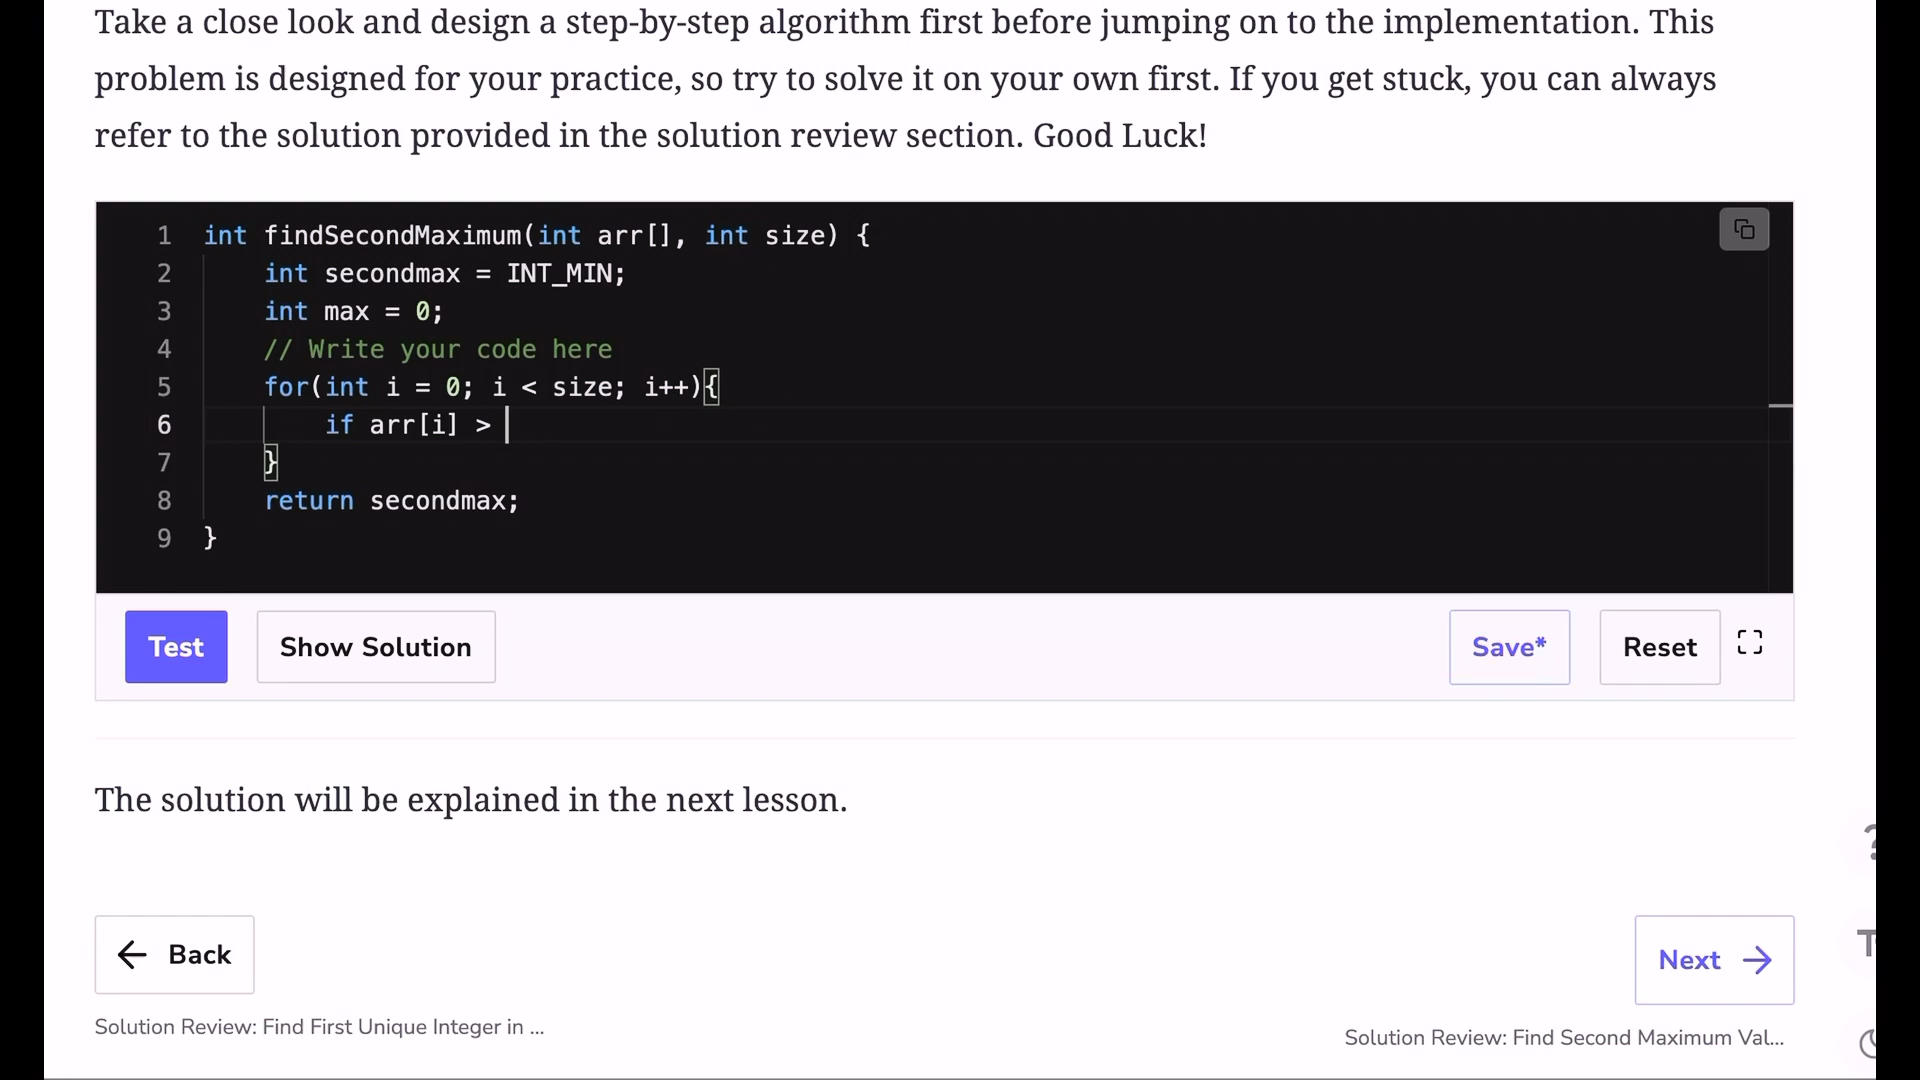 Take a close look and design a step-by-step algorithm first before jumping on to the implementation. This
problem is designed for your practice, so try to solve it on your own first. If you get stuck, you can always
refer to the solution provided in the solution review section. Good Luck!
1 int findSecondMaximum(int arr[], int size) {
2     int secondmax = INT_MIN;
3     int max = 0;
4     // Write your code here
5     for(int i = 0; i < size; i++){
6         if arr[i] >
7     }
8     return secondmax;
9 }
Test
Show Solution
Save*
Reset
The solution will be explained in the next lesson.
Back
Next
Solution Review: Find First Unique Integer in ...
Solution Review: Find Second Maximum Val...